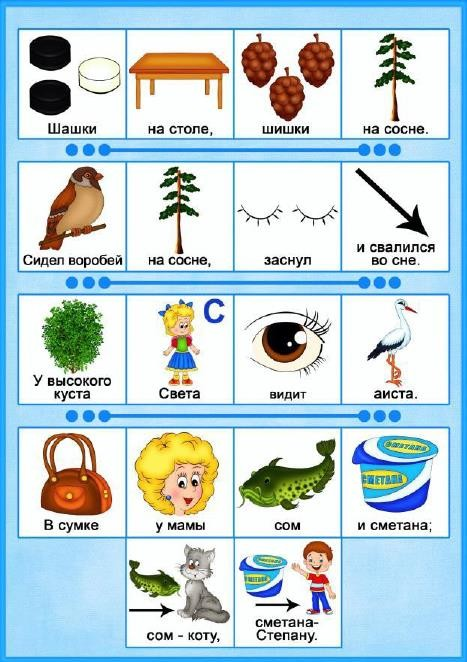 Шашки на столе, шишки на сосне.
Сидел воробей на сосне, заснул и свалился во сне.
С
У высокого куста Света видит аиста.
СМЕТАНА
СМЕТАНА
В сумке у мамы сом и сметана;
сом - коту, сметана- Степану.